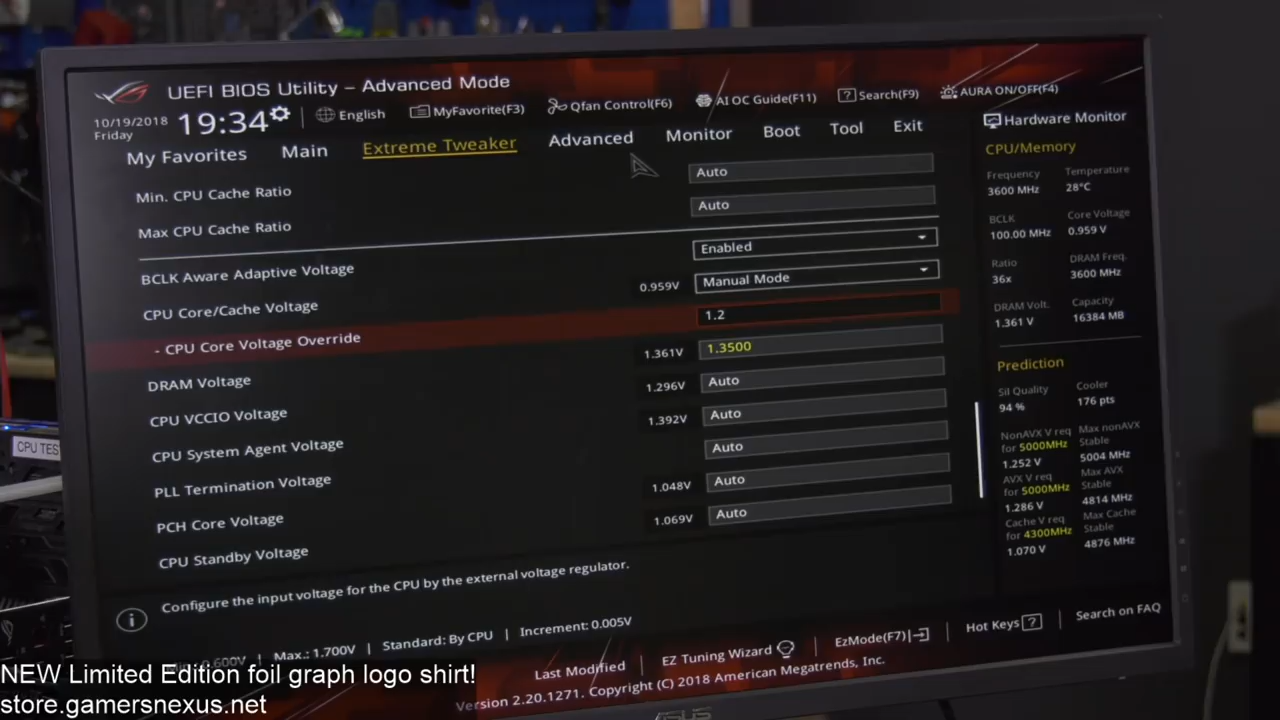 UEFI BIOS Utility – Advanced Mode
10/19/2018
Friday
19:34
English
MyFavorite(F3)
Qfan Control(F6)
AI OC Guide(F11)
Search(F9)
AURA ON/OFF(F4)
My Favorites
Main
Extreme Tweaker
Advanced
Monitor
Boot
Tool
Exit
Min. CPU Cache Ratio
Auto
Max CPU Cache Ratio
Auto
BCLK Aware Adaptive Voltage
Enabled
CPU Core/Cache Voltage
0.959V
Manual Mode
- CPU Core Voltage Override
1.2
DRAM Voltage
1.361V
1.3500
CPU VCCIO Voltage
1.296V
Auto
CPU System Agent Voltage
1.392V
Auto
PLL Termination Voltage
Auto
PCH Core Voltage
1.048V
Auto
CPU Standby Voltage
1.069V
Auto
Configure the input voltage for the CPU by the external voltage regulator.
0.600V | Max.: 1.700V | Standard: By CPU | Increment: 0.005V
Hardware Monitor
CPU/Memory
Frequency
3600 MHz
Temperature
28°C
BCLK
100.00 MHz
Core Voltage
0.959 V
Ratio
36x
DRAM Freq.
3600 MHz
DRAM Volt.
1.361 V
Capacity
16384 MB
Prediction
Sil Quality
94 %
Cooler
176 pts
NonAVX V req
for 5000MHz
1.252 V
Max nonAVX
Stable
5004 MHz
AVX V req
for 5000MHz
1.286 V
Max AVX
Stable
4814 MHz
Cache V req
for 4300MHz
1.070 V
Max Cache
Stable
4876 MHz
Last Modified
EZ Tuning Wizard
EzMode(F7)
Hot Keys ?
Search on FAQ
Version 2.20.1271. Copyright (C) 2018 American Megatrends, Inc.
ASUS
CPU TES
NEW Limited Edition foil graph logo shirt!
store.gamersnexus.net